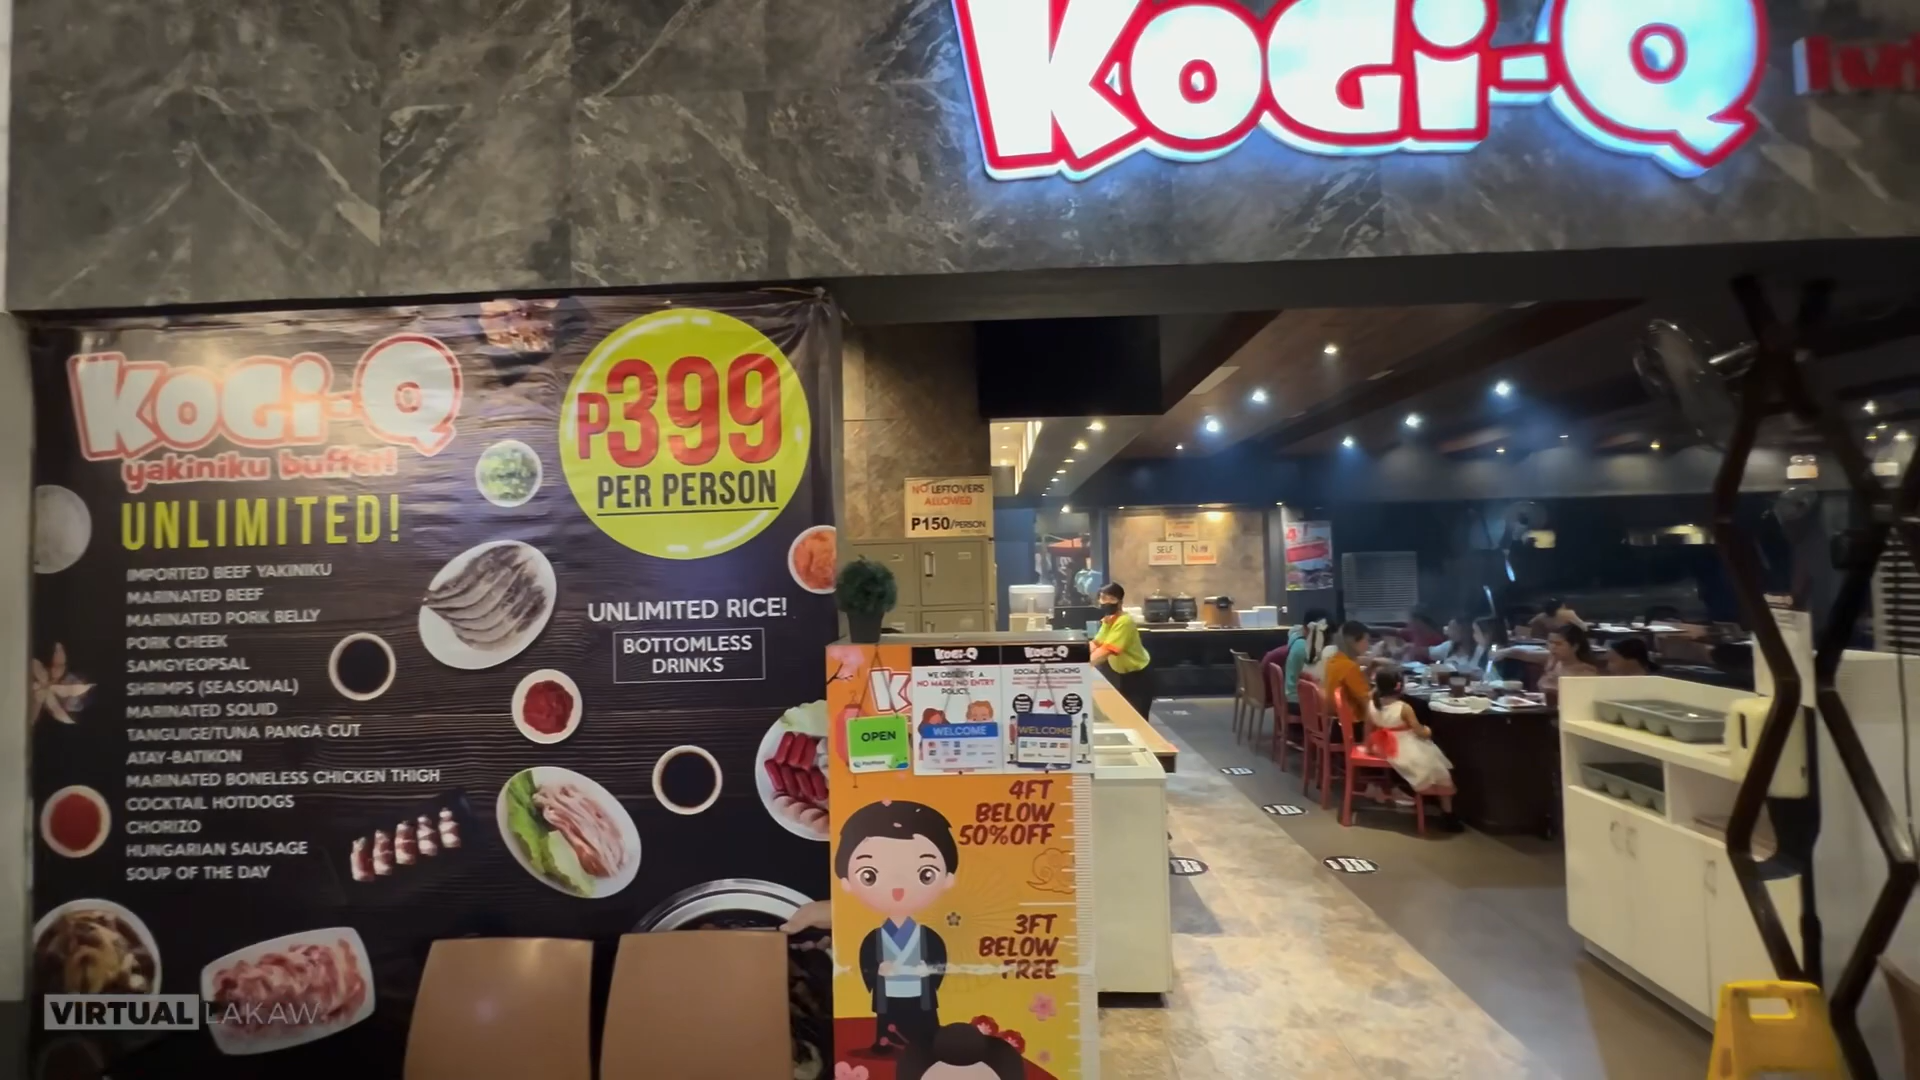 KoGi-Q
KoGi-Q
yakiniku buffet!
UNLIMITED!
IMPORTED BEEF YAKINIKU
MARINATED BEEF
MARINATED PORK BELLY
PORK CHEEK
SAMGYEOPSAL
SHRIMPS (SEASONAL)
MARINATED SQUID
TANGUIGE/TUNA PANGA CUT
ATAY-BATIKON
MARINATED BONELESS CHICKEN THIGH
COCKTAIL HOTDOGS
CHORIZO
HUNGARIAN SAUSAGE
SOUP OF THE DAY
P399
PER PERSON
UNLIMITED RICE!
BOTTOMLESS
DRINKS
NO LEFTOVERS
ALLOWED
P150/PERSON
SELF
OPEN
KoGi-Q
WE OBSERVE A
NO MASK, NO ENTRY
POLICY.
WELCOME
KoGi-Q
SOCIAL DISTANCING
WELCOME
4FT
BELOW
50%OFF
3FT
BELOW
FREE
VIRTUAL LAKAW